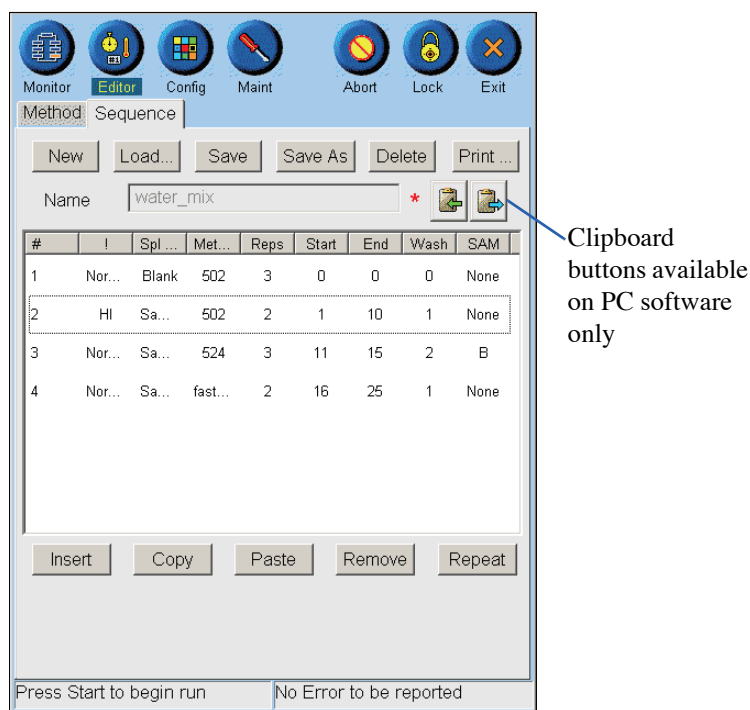 #1
Monitor Editor Config Maint Abort Lock Exit
Method Sequence
New Load... Save Save As Delete Print ...
Name water_mix *
# ! Spl ... Met... Reps Start End Wash SAM
1 Nor... Blank 502 3 0 0 0 None
2 HI Sa... 502 2 1 10 1 None
3 Nor... Sa... 524 3 11 15 2 B
4 Nor... Sa... fast... 2 16 25 1 None
Insert Copy Paste Remove Repeat
Press Start to begin run No Error to be reported
Clipboard
buttons available
on PC software
only